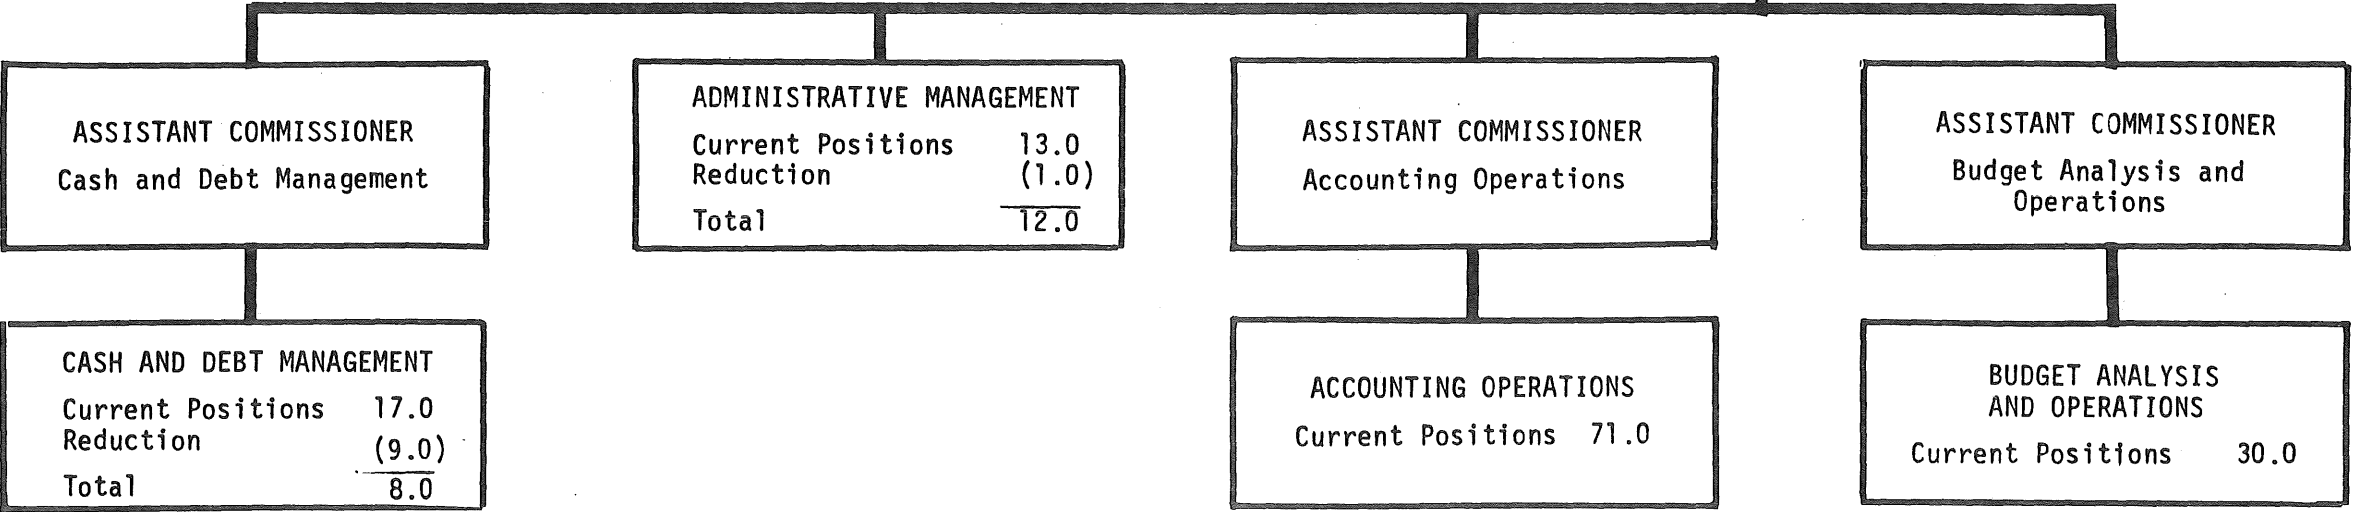 ASSISTANT COMMISSIONER
Cash and Debt Management
ADMINISTRATIVE MANAGEMENT
Current Positions 13.0
Reduction (1.0)
Total 12.0
ASSISTANT COMMISSIONER
Accounting Operations
ASSISTANT COMMISSIONER
Budget Analysis and
Operations
CASH AND DEBT MANAGEMENT
Current Positions 17.0
Reduction (9.0)
Total 8.0
ACCOUNTING OPERATIONS
Current Positions 71.0
BUDGET ANALYSIS
AND OPERATIONS
Current Positions 30.0